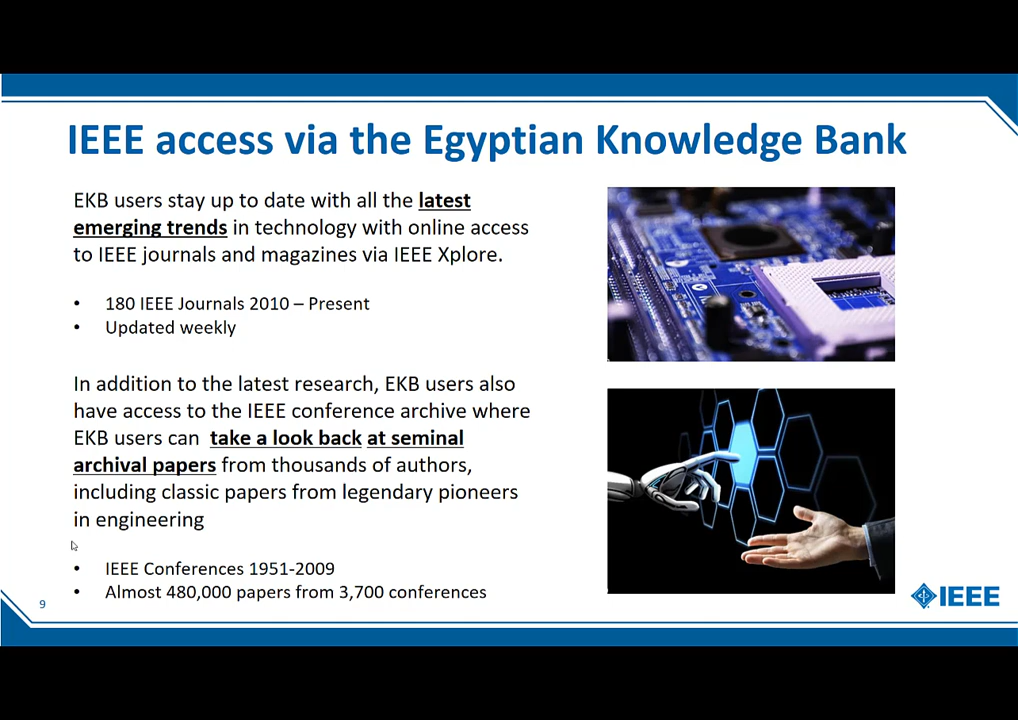 IEEE access via the Egyptian Knowledge Bank
EKB users stay up to date with all the latest
emerging trends in technology with online access
to IEEE journals and magazines via IEEE Xplore.
• 180 IEEE Journals 2010 – Present
• Updated weekly
In addition to the latest research, EKB users also
have access to the IEEE conference archive where
EKB users can take a look back at seminal
archival papers from thousands of authors,
including classic papers from legendary pioneers
in engineering
• IEEE Conferences 1951-2009
• Almost 480,000 papers from 3,700 conferences
9
IEEE